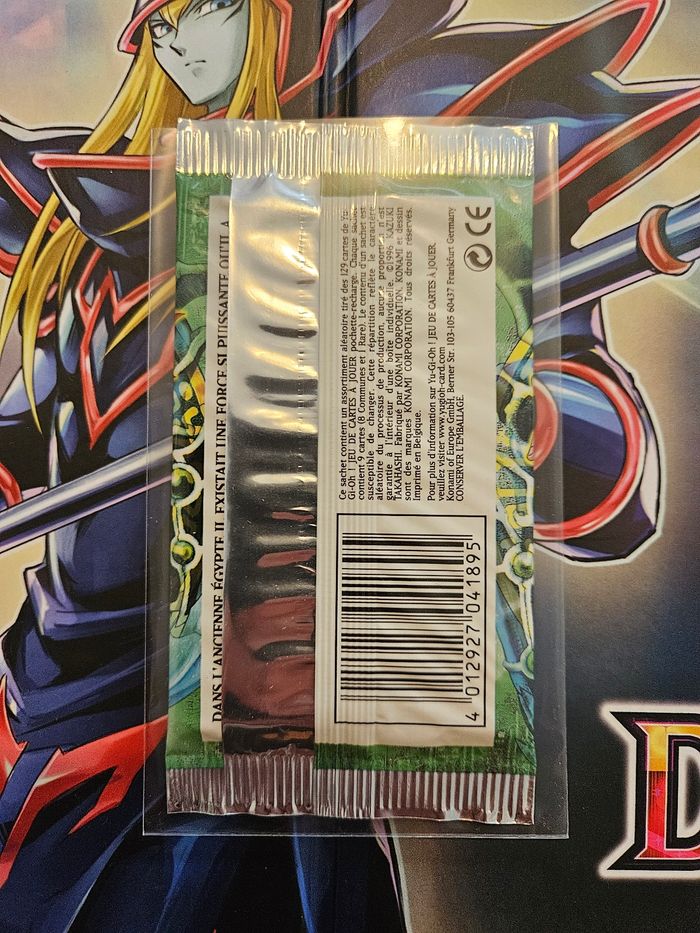 DANS L'ANCIENNE ÉGYPTE IL EXISTAIT UNE FORCE SI PUISSANTE QU'IL A
Ce sachet contient un assortiment aléatoire tiré des 129 cartes de Yu-
Gi-Oh ! JEU DE CARTES À JOUER pochette-recharge. Chaque sachet
contient 9 cartes (8 Communes et 1 Rare). Le contenu d'un sachet est
susceptible de changer. Cette répartition reflète le caractère
aléatoire du processus de production, aucune proportion n'est
garantie à l'intérieur d'une boîte individuelle. ©1996 KAZUKI
TAKAHASHI. Fabriqué par KONAMI CORPORATION. KONAMI et dessin
sont des marques KONAMI CORPORATION. Tous droits réservés.
imprimé en Belgique.
Pour plus d'information sur Yu-Gi-Oh ! JEU DE CARTES À JOUER
veuillez visiter www.yugioh-card.com
Konami of Europe GmbH, Berner Str. 103-105 60437 Frankfurt Germany
CONSERVER L'EMBALLAGE.
CE
4 012927 041895
D